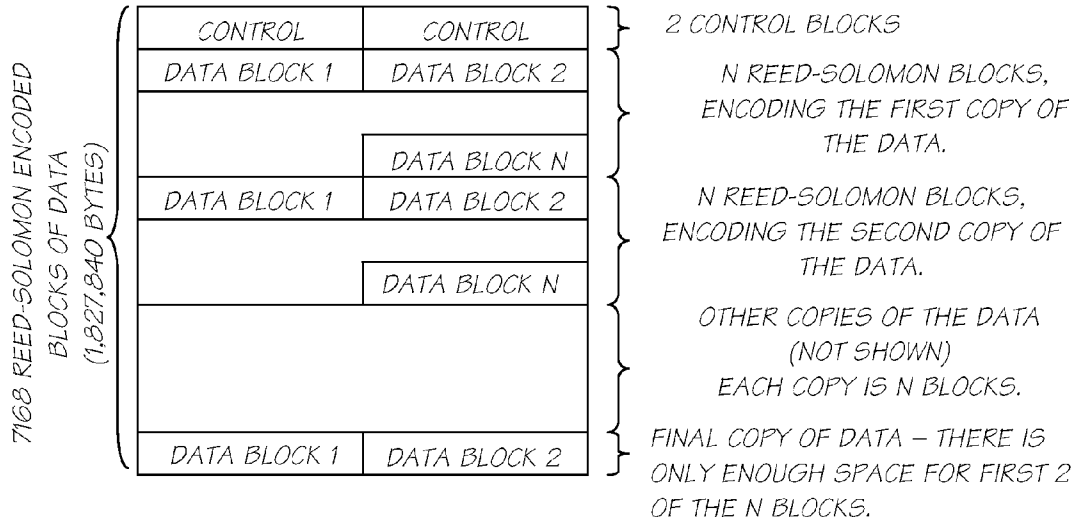 7168 REED-SOLOMON ENCODED
BLOCKS OF DATA
(1,827,840 BYTES)
CONTROL CONTROL
2 CONTROL BLOCKS
DATA BLOCK 1 DATA BLOCK 2
DATA BLOCK N
N REED-SOLOMON BLOCKS,
ENCODING THE FIRST COPY OF
THE DATA.
DATA BLOCK 1 DATA BLOCK 2
DATA BLOCK N
N REED-SOLOMON BLOCKS,
ENCODING THE SECOND COPY OF
THE DATA.
OTHER COPIES OF THE DATA
(NOT SHOWN)
EACH COPY IS N BLOCKS.
DATA BLOCK 1 DATA BLOCK 2
FINAL COPY OF DATA – THERE IS
ONLY ENOUGH SPACE FOR FIRST 2
OF THE N BLOCKS.